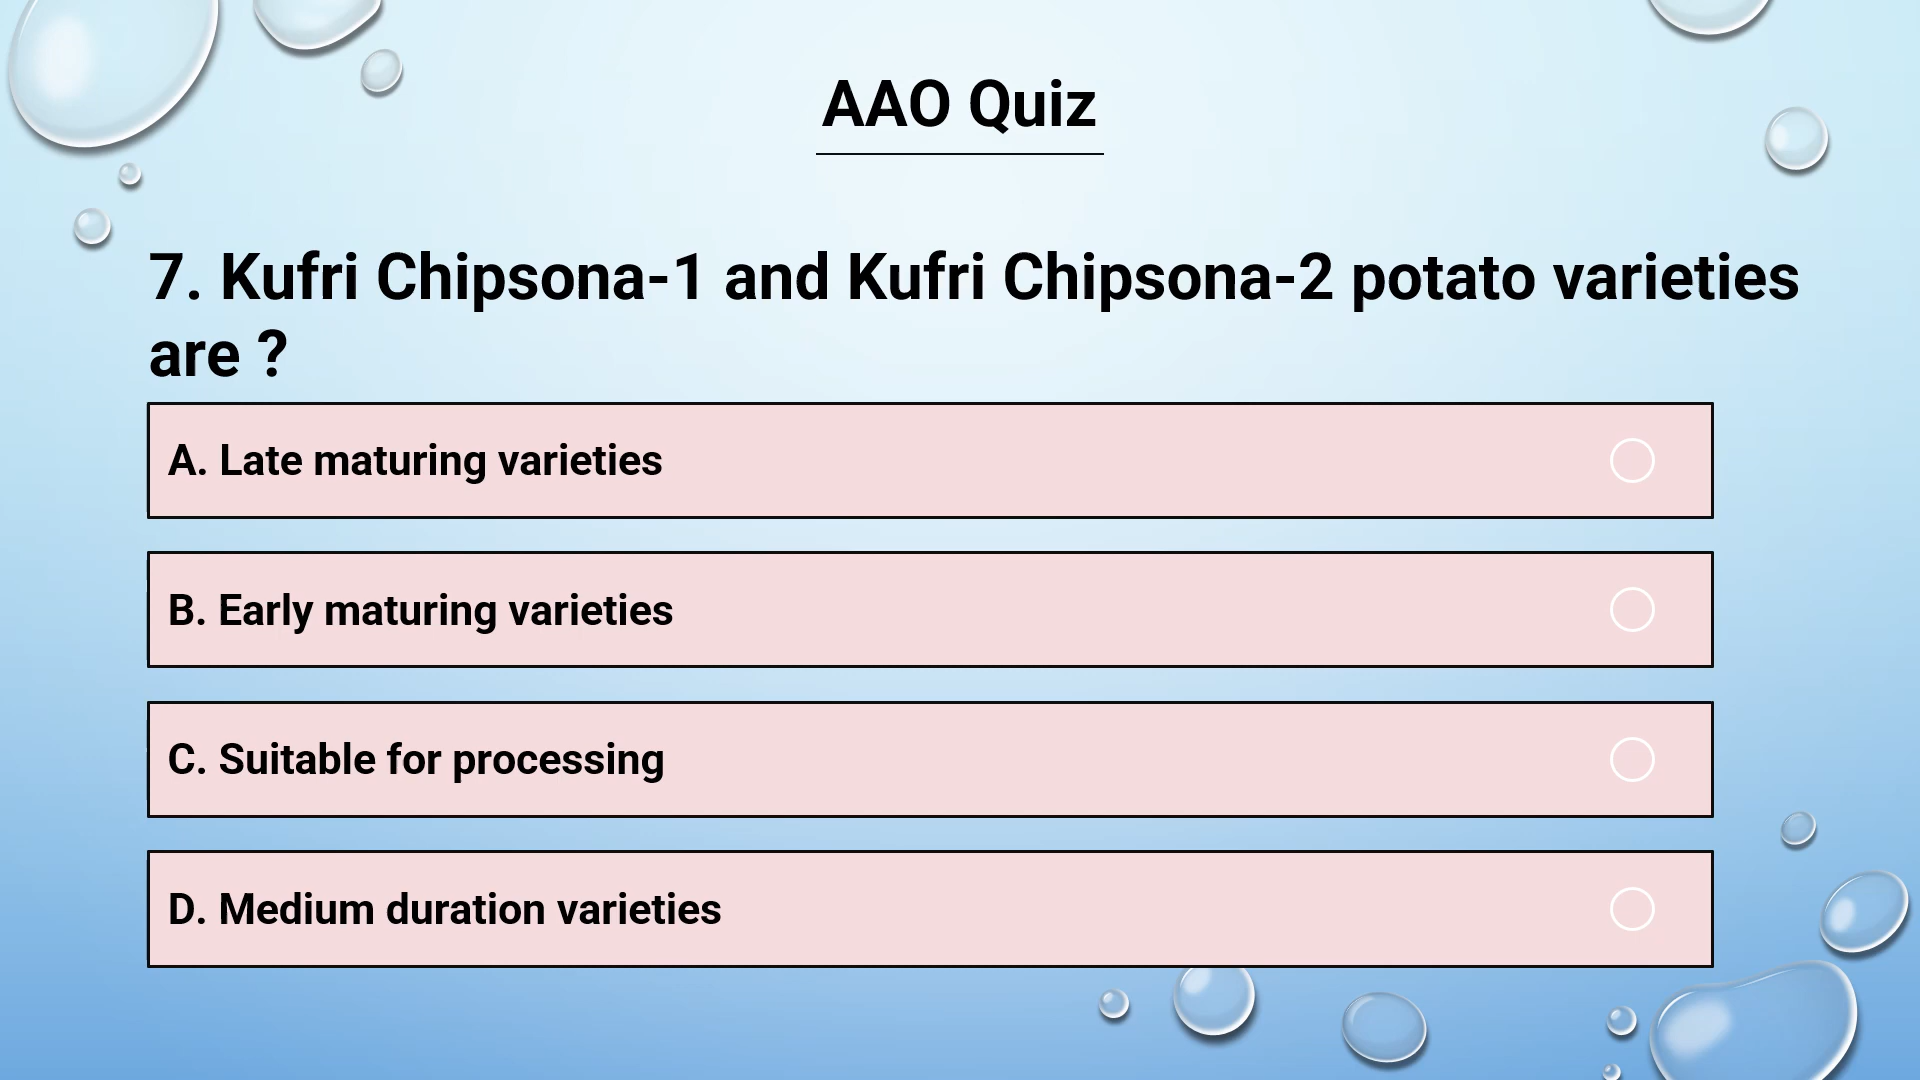 AAO Quiz
7. Kufri Chipsona-1 and Kufri Chipsona-2 potato varieties
are ?
A. Late maturing varieties
B. Early maturing varieties
C. Suitable for processing
D. Medium duration varieties